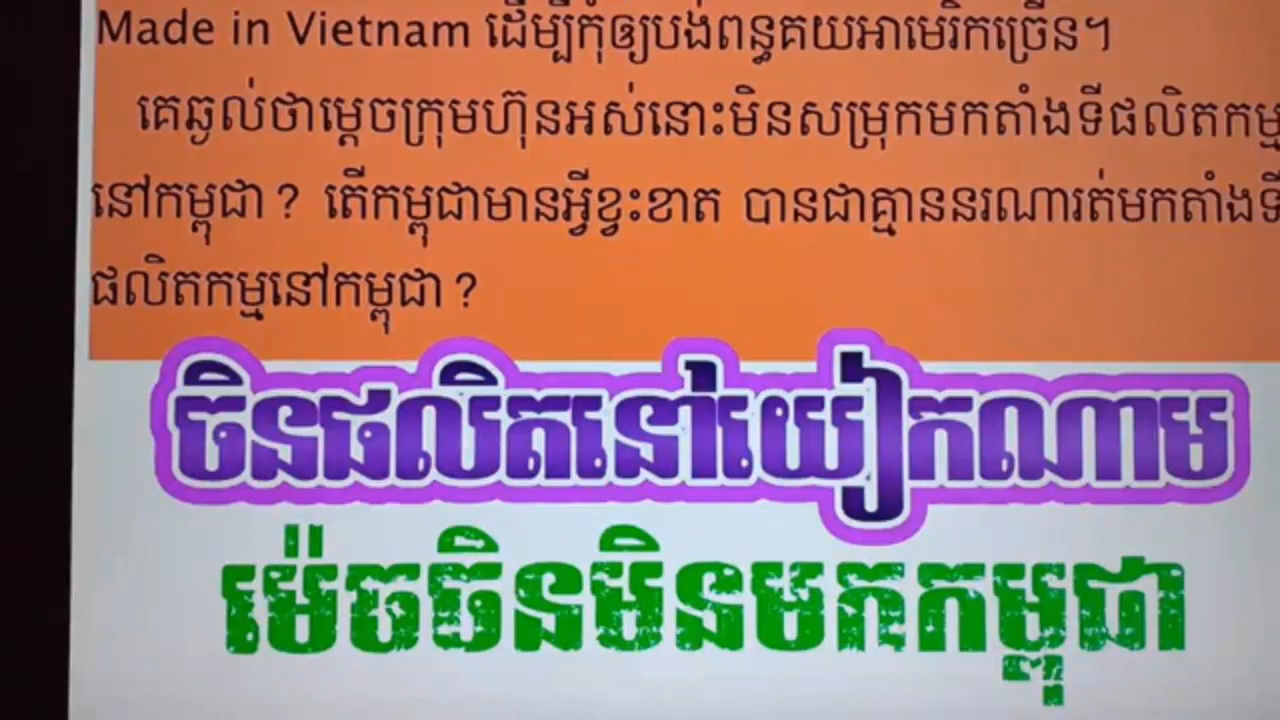 Made in Vietnam ដើម្បីកុំឲ្យបង់ពន្ធគយអាមេរិកច្រើន។
គេឆ្ងល់ថាម្តេចក្រុមហ៊ុនអស់នោះមិនសម្រុកមកតាំងទីផលិតកម្ម
នៅកម្ពុជា? តើកម្ពុជាមានអ្វីខ្វះខាត បានជាគ្មាននរណារត់មកតាំងទី
ផលិតកម្មនៅកម្ពុជា?
ចិនផលិតនៅយៀកណាម
ម៉េចចិនមិនមកកម្ពុជា